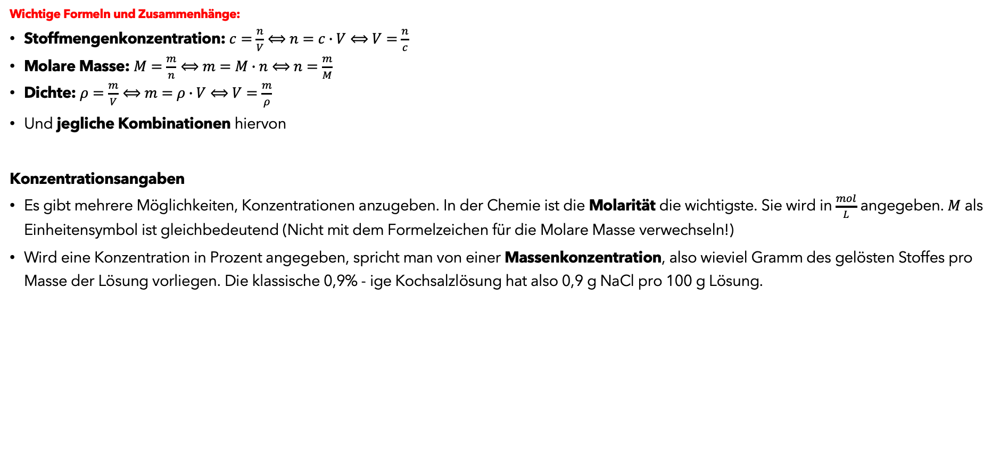 Wichtige Formeln und Zusammenhänge:
• Stoffmengenkonzentration: c = n/V ⟺ n = c · V ⟺ V = n/c
• Molare Masse: M = m/n ⟺ m = M · n ⟺ n = m/M
• Dichte: ρ = m/V ⟺ m = ρ · V ⟺ V = m/ρ
• Und jegliche Kombinationen hiervon
Konzentrationsangaben
• Es gibt mehrere Möglichkeiten, Konzentrationen anzugeben. In der Chemie ist die Molarität die wichtigste. Sie wird in mol/L angegeben. M als
Einheitensymbol ist gleichbedeutend (Nicht mit dem Formelzeichen für die Molare Masse verwechseln!)
• Wird eine Konzentration in Prozent angegeben, spricht man von einer Massenkonzentration, also wieviel Gramm des gelösten Stoffes pro
Masse der Lösung vorliegen. Die klassische 0,9% - ige Kochsalzlösung hat also 0,9 g NaCl pro 100 g Lösung.